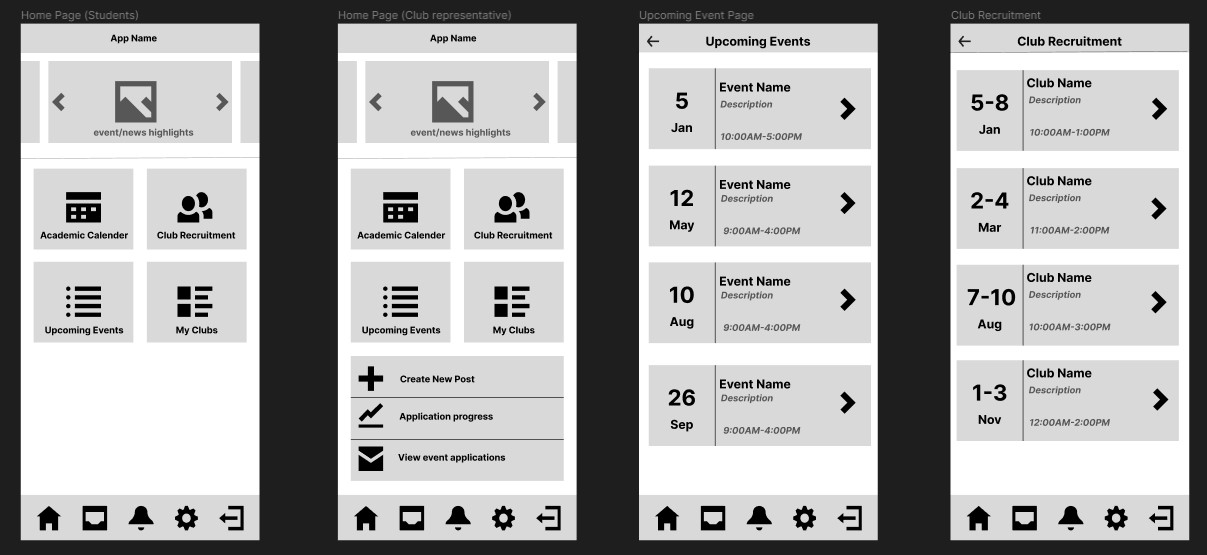 Home Page (Students)
App Name
event/news highlights
Academic Calender
Club Recruitment
Upcoming Events
My Clubs
Home Page (Club representative)
App Name
event/news highlights
Academic Calender
Club Recruitment
Upcoming Events
My Clubs
Create New Post
Application progress
View event applications
Upcoming Event Page
Upcoming Events
5
Jan
Event Name
Description
10:00AM-5:00PM
12
May
Event Name
Description
9:00AM-4:00PM
10
Aug
Event Name
Description
9:00AM-4:00PM
26
Sep
Event Name
Description
9:00AM-4:00PM
Club Recruitment
Club Recruitment
5-8
Jan
Club Name
Description
10:00AM-1:00PM
2-4
Mar
Club Name
Description
11:00AM-2:00PM
7-10
Aug
Club Name
Description
10:00AM-3:00PM
1-3
Nov
Club Name
Description
12:00AM-2:00PM